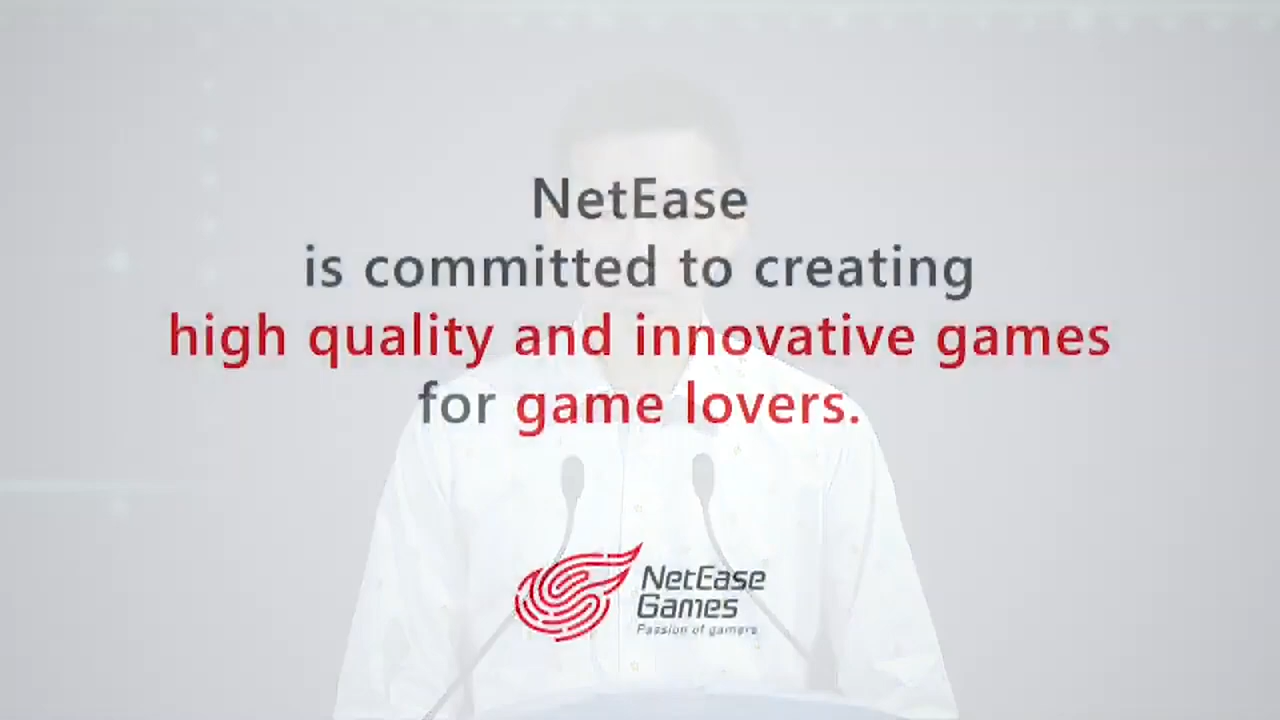 NetEase
is committed to creating
high quality and innovative games
for game lovers.
NetEase
Games
Passion of gamers